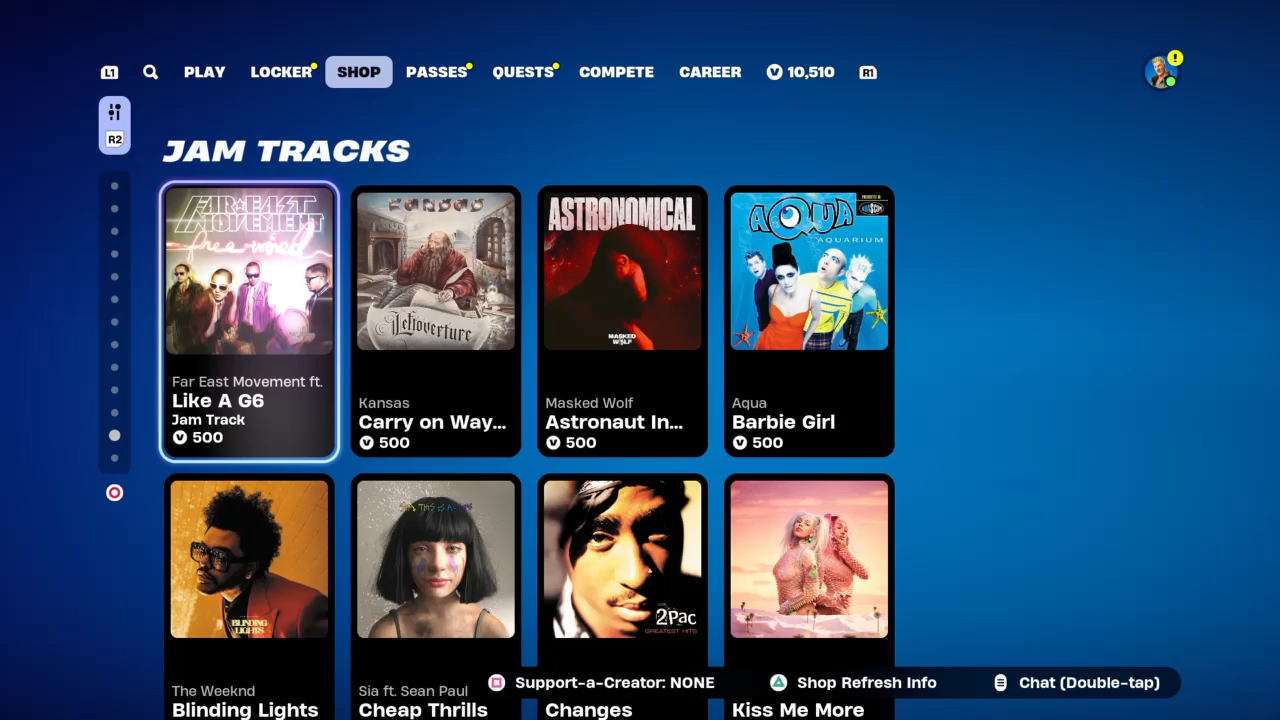 L1
PLAY
LOCKER
SHOP
PASSES
QUESTS
COMPETE
CAREER
10,510
R1
R2
JAM TRACKS
FAR EAST
MOVEMENT
free wired
Far East Movement ft.
Like A G6
Jam Track
500
KANSAS
Leftoverture
Kansas
Carry on Way...
500
ASTRONOMICAL
MASKED
WOLF
Masked Wolf
Astronaut In...
500
AQUA
AQUARIUM
Aqua
Barbie Girl
500
BLINDING
LIGHTS
The Weeknd
Blinding Lights
THIS IS ACTING
Sia ft. Sean Paul
Cheap Thrills
2Pac
GREATEST HITS
Changes
Kiss Me More
Support-a-Creator: NONE
Shop Refresh Info
Chat (Double-tap)